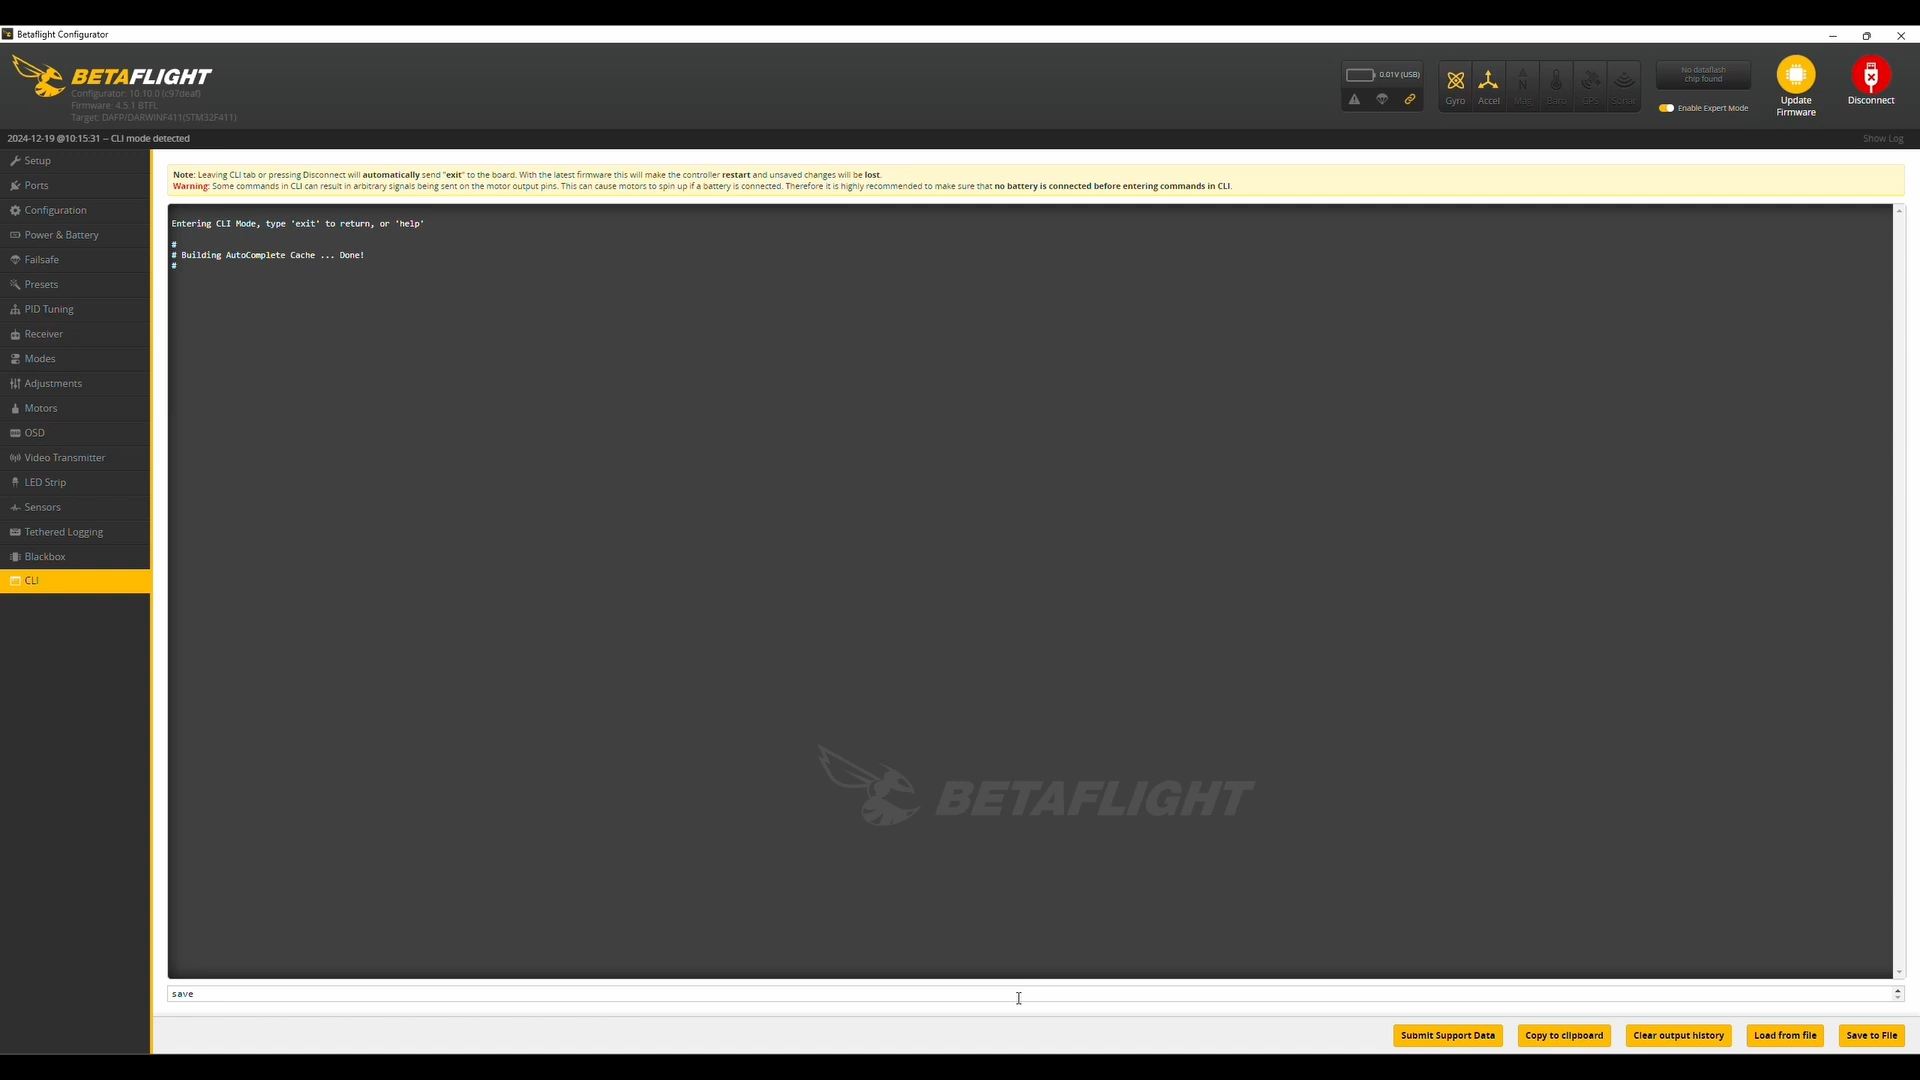 Betaflight Configurator
BETAFLIGHT
Configurator: 10.10.0 (c97deaf)
Firmware: 4.5.1 BTFL
Target: DAFP/DARWINF411(STM32F411)
0.01V (USB)
Gyro
Accel
Mag
Baro
GPS
Sonar
No dataflash
chip found
Enable Expert Mode
Update
Firmware
Disconnect
2024-12-19 @10:15:31 -- CLI mode detected
Show Log
Setup
Ports
Configuration
Power & Battery
Failsafe
Presets
PID Tuning
Receiver
Modes
Adjustments
Motors
OSD
Video Transmitter
LED Strip
Sensors
Tethered Logging
Blackbox
CLI
Note: Leaving CLI tab or pressing Disconnect will automatically send "exit" to the board. With the latest firmware this will make the controller restart and unsaved changes will be lost.
Warning: Some commands in CLI can result in arbitrary signals being sent on the motor output pins. This can cause motors to spin up if a battery is connected. Therefore it is highly recommended to make sure that no battery is connected before entering commands in CLI.
Entering CLI Mode, type 'exit' to return, or 'help'
#
# Building AutoComplete Cache ... Done!
#
BETAFLIGHT
save
Submit Support Data
Copy to clipboard
Clear output history
Load from file
Save to File